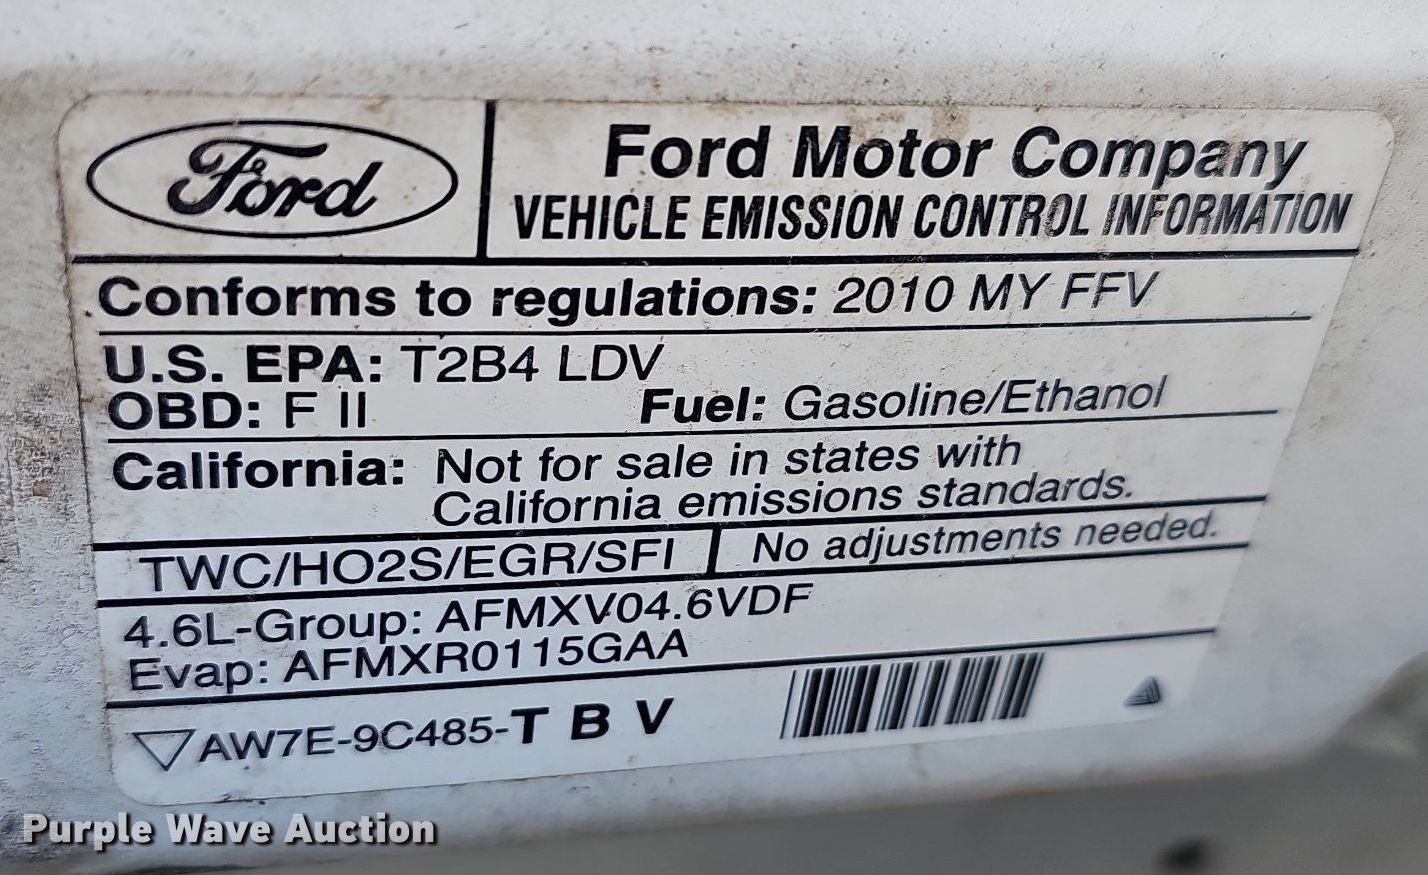 Ford
Ford Motor Company
VEHICLE EMISSION CONTROL INFORMATION
Conforms to regulations: 2010 MY FFV
U.S. EPA: T2B4 LDV
OBD: F II Fuel: Gasoline/Ethanol
California: Not for sale in states with
California emissions standards.
TWC/HO2S/EGR/SFI No adjustments needed.
4.6L-Group: AFMXV04.6VDF
Evap: AFMXR0115GAA
AW7E-9C485-T B V
Purple Wave Auction